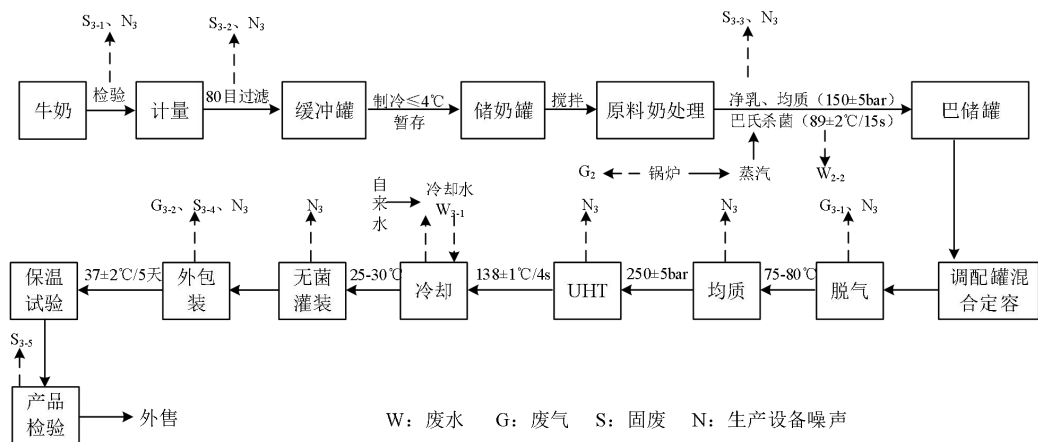 S3-1、N3
S3-2、N3
S3-3、N3
牛奶
检验
计量
80目过滤
缓冲罐
制冷≤4℃
暂存
储奶罐
搅拌
原料奶处理
净乳、均质（150±5bar）
巴氏杀菌（89±2℃/15s）
巴储罐
G2
锅炉
蒸汽
W2-2
自来水
冷却水
W3-1
G3-2、S3-4、N3
N3
N3
N3
G3-1、N3
保温
试验
37±2℃/5天
外包
装
无菌
灌装
25-30℃
冷却
138±1℃/4s
UHT
250±5bar
均质
75-80℃
脱气
调配罐混
合定容
S3-5
产品
检验
外售
W：废水 G：废气 S：固废 N：生产设备噪声